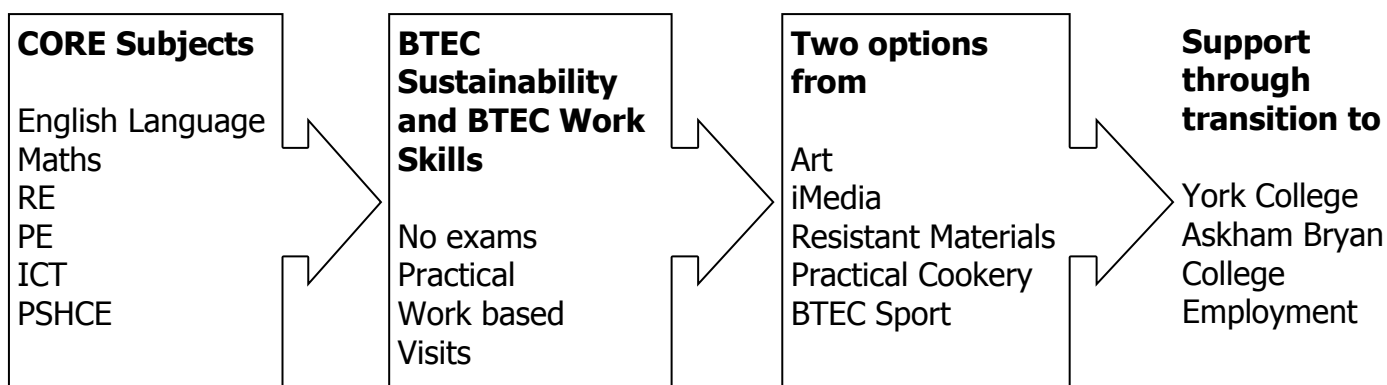 CORE Subjects
English Language
Maths
RE
PE
ICT
PSHCE
BTEC
Sustainability
and BTEC Work
Skills
No exams
Practical
Work based
Visits
Two options
from
Art
iMedia
Resistant Materials
Practical Cookery
BTEC Sport
Support
through
transition to
York College
Askham Bryan
College
Employment